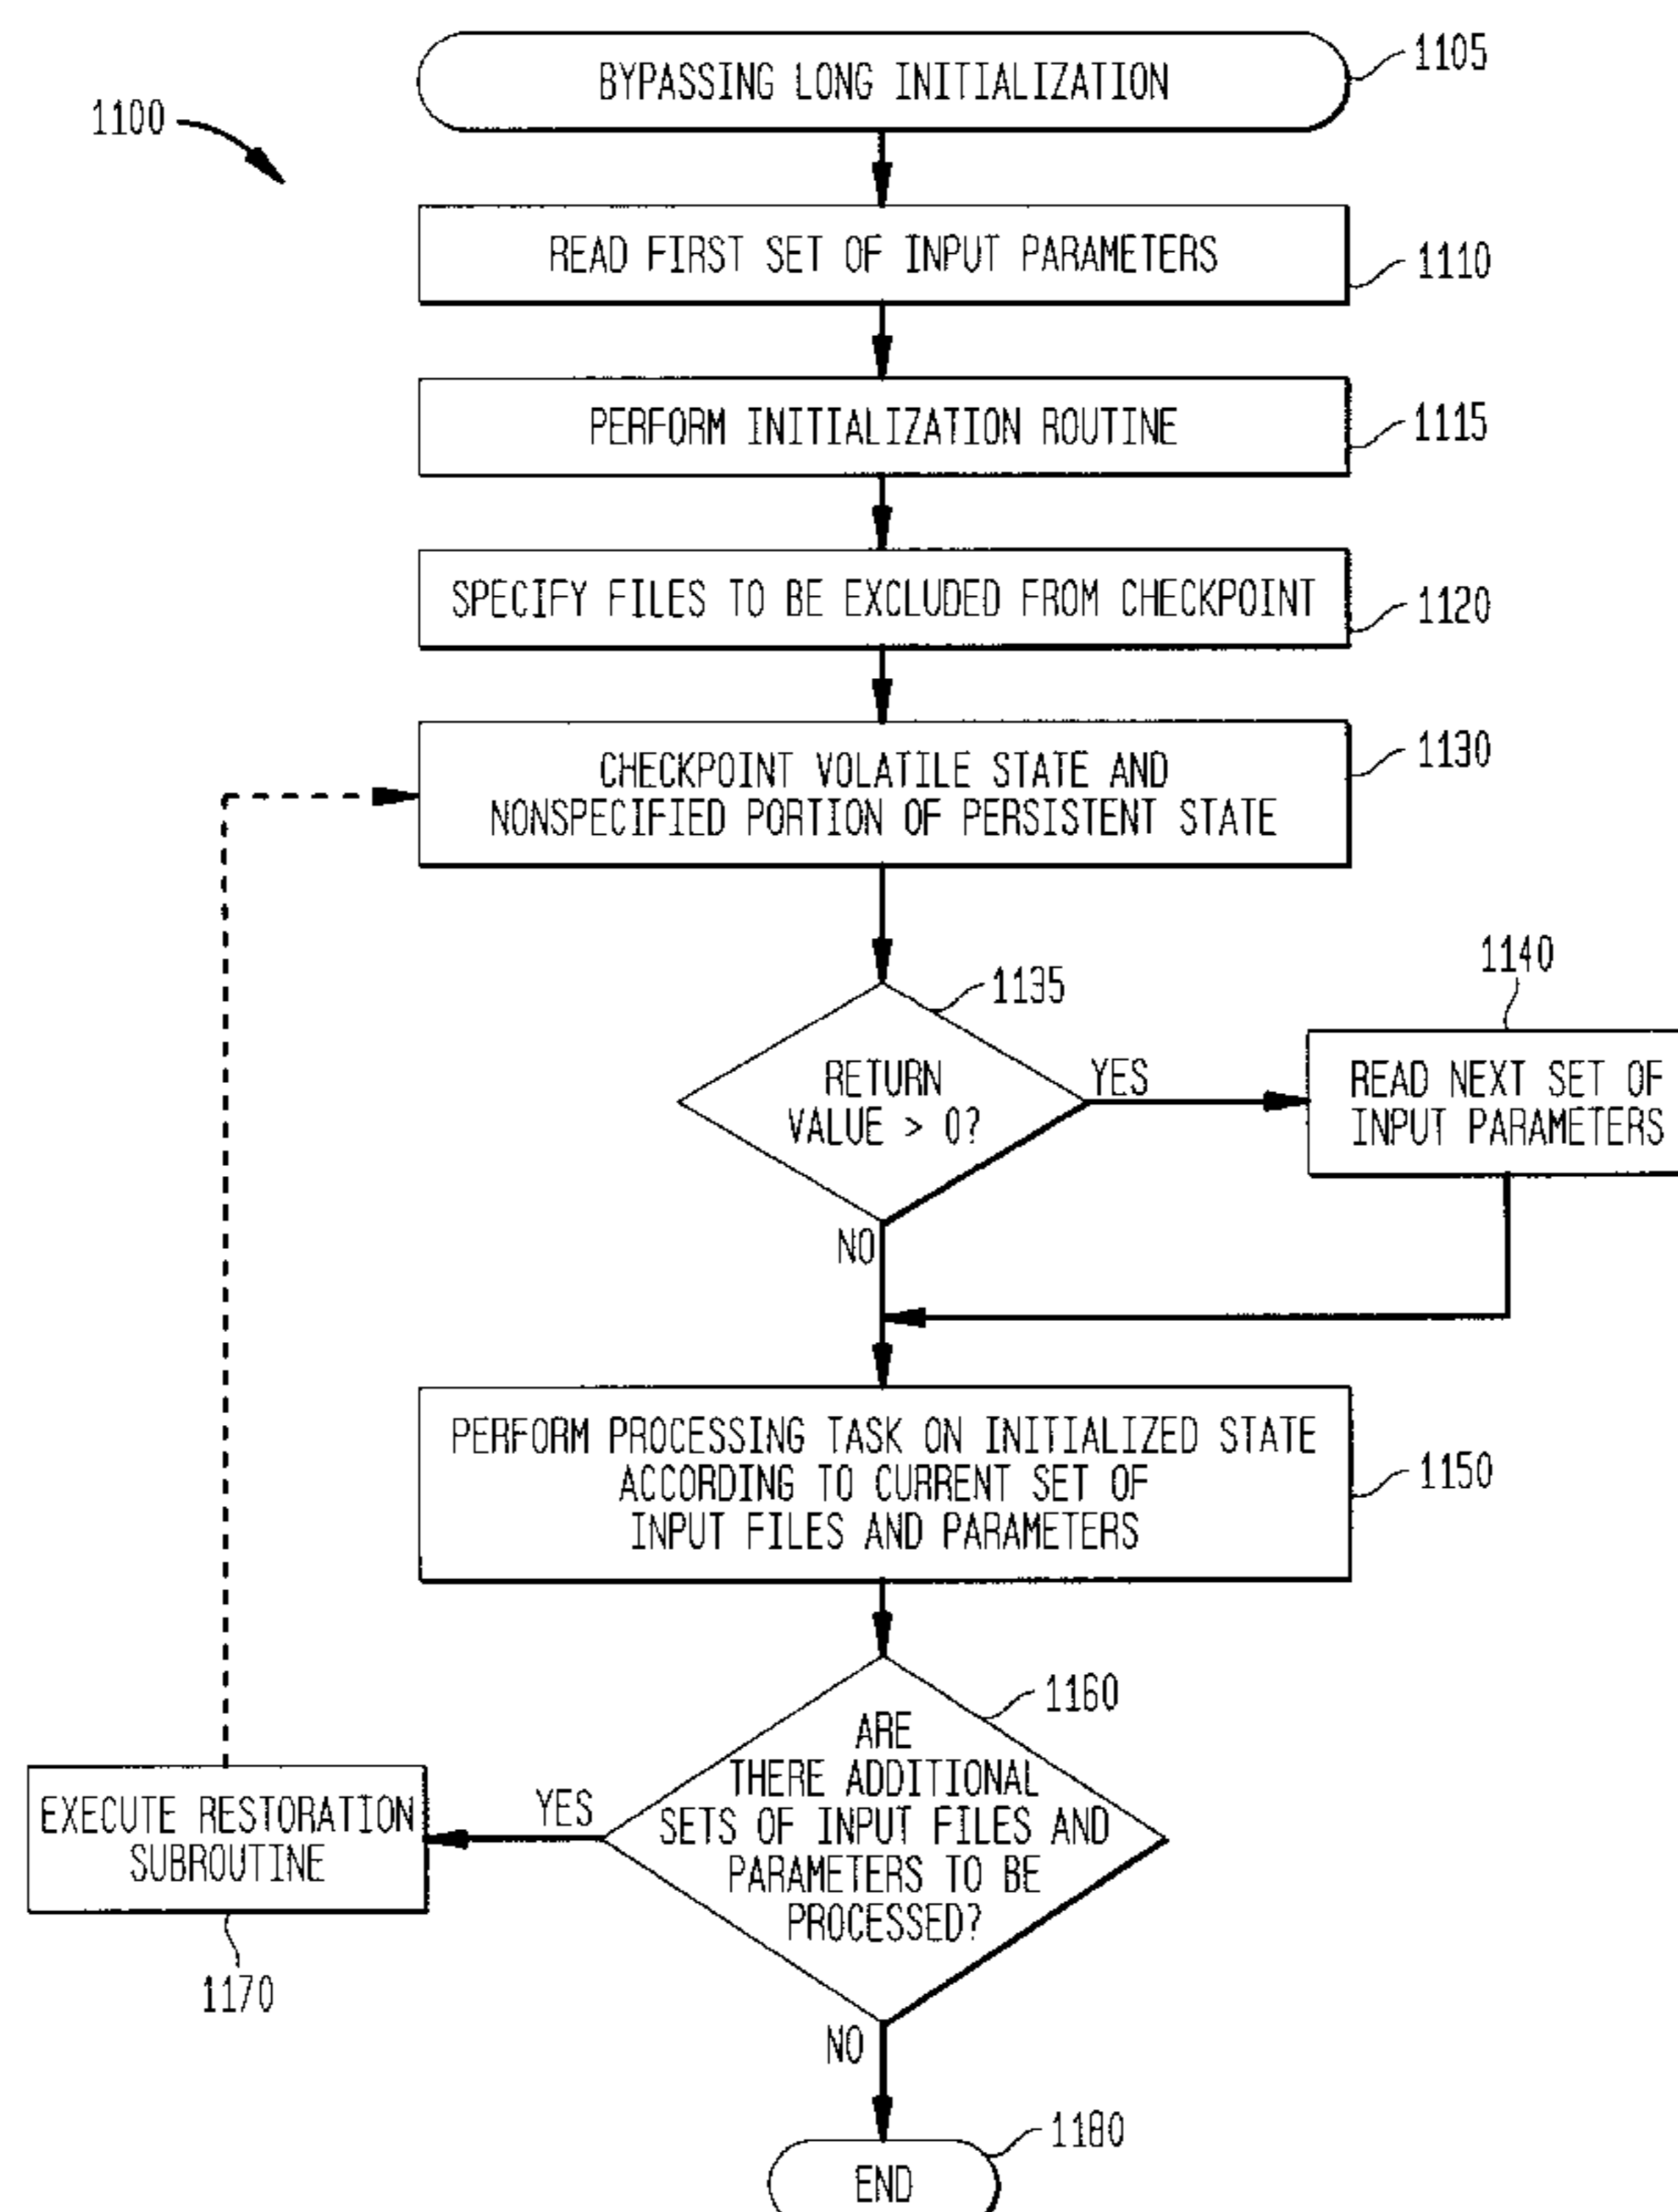 1100
BYPASSING LONG INITIALIZATION
1105
READ FIRST SET OF INPUT PARAMETERS
1110
PERFORM INITIALIZATION ROUTINE
1115
SPECIFY FILES TO BE EXCLUDED FROM CHECKPOINT
1120
CHECKPOINT VOLATILE STATE AND
NONSPECIFIED PORTION OF PERSISTENT STATE
1130
RETURN
VALUE > 0?
1135
YES
NO
1140
READ NEXT SET OF
INPUT PARAMETERS
PERFORM PROCESSING TASK ON INITIALIZED STATE
ACCORDING TO CURRENT SET OF
INPUT FILES AND PARAMETERS
1150
ARE
THERE ADDITIONAL
SETS OF INPUT FILES AND
PARAMETERS TO BE
PROCESSED?
1160
YES
NO
EXECUTE RESTORATION
SUBROUTINE
1170
END
1180